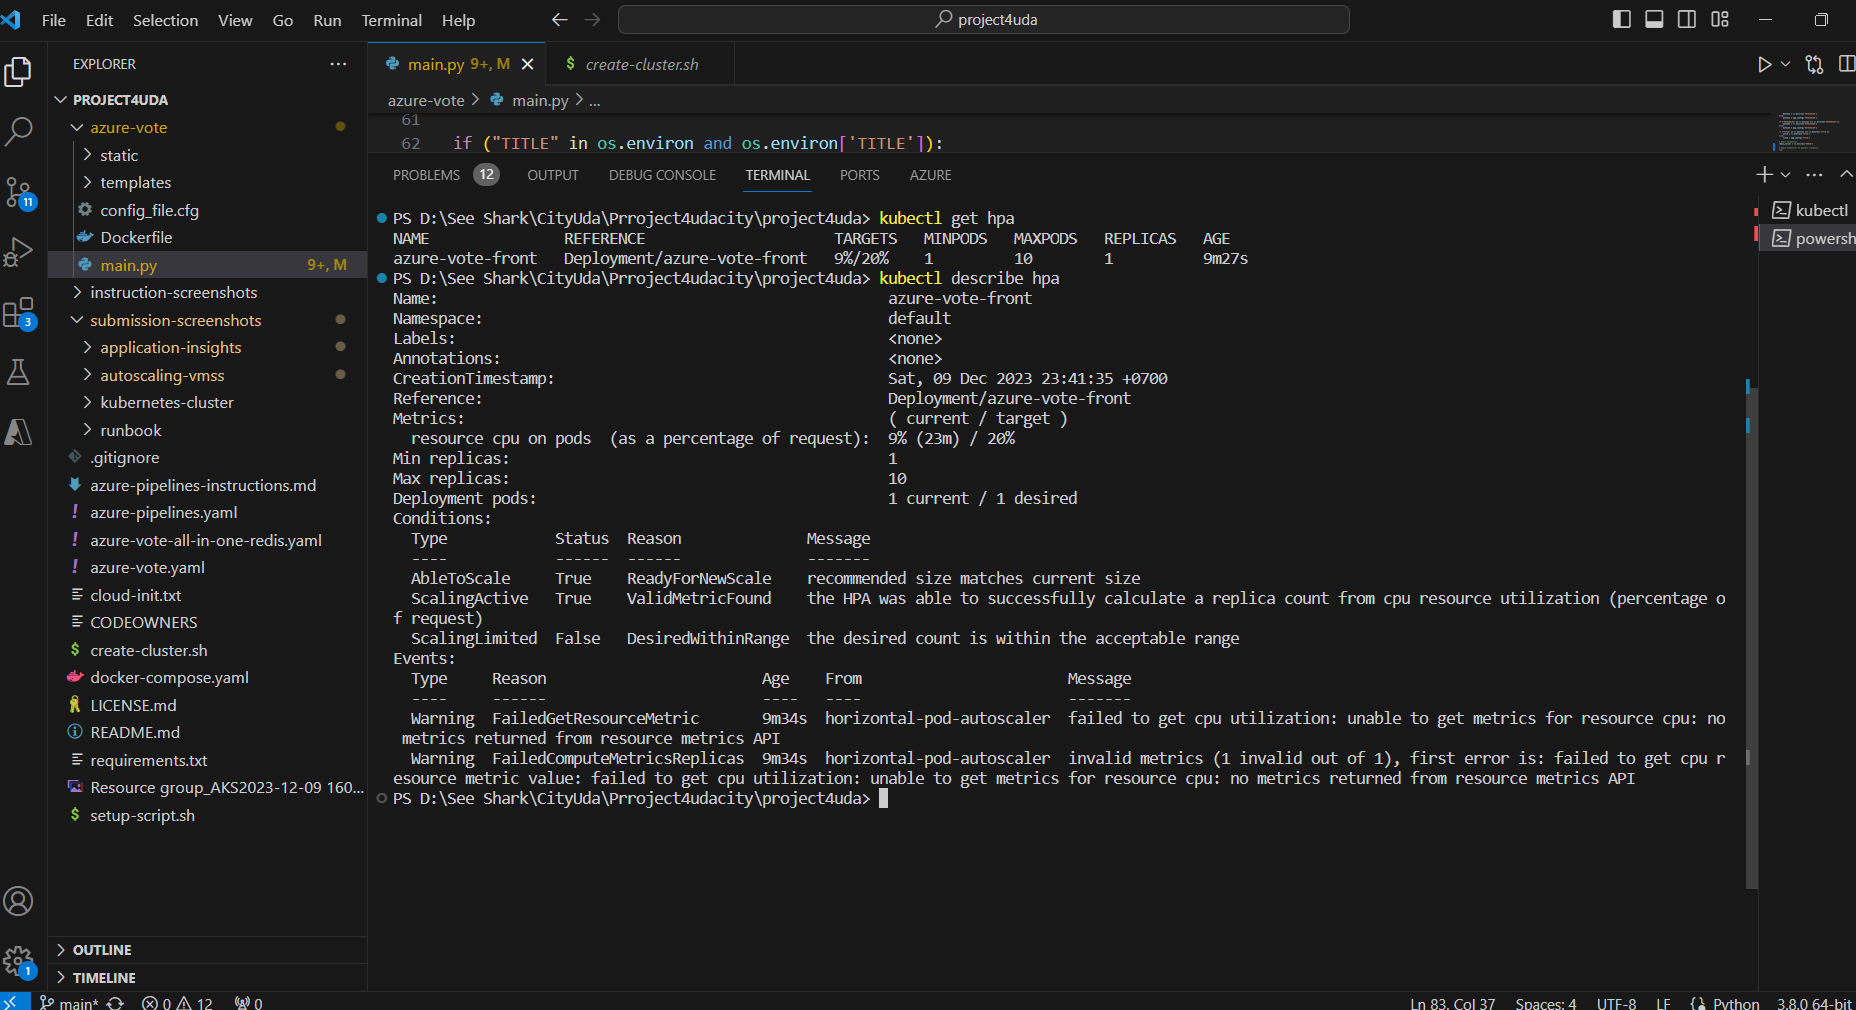 File Edit Selection View Go Run Terminal Help
project4uda
EXPLORER
PROJECT4UDA
azure-vote
static
templates
config_file.cfg
Dockerfile
main.py 9+, M
instruction-screenshots
submission-screenshots
application-insights
autoscaling-vmss
kubernetes-cluster
runbook
.gitignore
azure-pipelines-instructions.md
azure-pipelines.yaml
azure-vote-all-in-one-redis.yaml
azure-vote.yaml
cloud-init.txt
CODEOWNERS
create-cluster.sh
docker-compose.yaml
LICENSE.md
README.md
requirements.txt
Resource group_AKS2023-12-09 160...
setup-script.sh
OUTLINE
TIMELINE
11
3
1
main.py 9+, M
create-cluster.sh
azure-vote > main.py > ...
61
62 if ("TITLE" in os.environ and os.environ['TITLE']):
PROBLEMS 12 OUTPUT DEBUG CONSOLE TERMINAL PORTS AZURE
kubectl
powersh
PS D:\See Shark\CityUda\Prroject4udacity\project4uda> kubectl get hpa
NAME REFERENCE TARGETS MINPODS MAXPODS REPLICAS AGE
azure-vote-front Deployment/azure-vote-front 9%/20% 1 10 1 9m27s
PS D:\See Shark\CityUda\Prroject4udacity\project4uda> kubectl describe hpa
Name: azure-vote-front
Namespace: default
Labels: <none>
Annotations: <none>
CreationTimestamp: Sat, 09 Dec 2023 23:41:35 +0700
Reference: Deployment/azure-vote-front
Metrics: ( current / target )
resource cpu on pods (as a percentage of request): 9% (23m) / 20%
Min replicas: 1
Max replicas: 10
Deployment pods: 1 current / 1 desired
Conditions:
Type Status Reason Message
---- ------ ------ -------
AbleToScale True ReadyForNewScale recommended size matches current size
ScalingActive True ValidMetricFound the HPA was able to successfully calculate a replica count from cpu resource utilization (percentage o
f request)
ScalingLimited False DesiredWithinRange the desired count is within the acceptable range
Events:
Type Reason Age From Message
---- ------ ---- ---- -------
Warning FailedGetResourceMetric 9m34s horizontal-pod-autoscaler failed to get cpu utilization: unable to get metrics for resource cpu: no
metrics returned from resource metrics API
Warning FailedComputeMetricsReplicas 9m34s horizontal-pod-autoscaler invalid metrics (1 invalid out of 1), first error is: failed to get cpu r
esource metric value: failed to get cpu utilization: unable to get metrics for resource cpu: no metrics returned from resource metrics API
PS D:\See Shark\CityUda\Prroject4udacity\project4uda>
main* 0 12 0
Ln 83, Col 37 Spaces: 4 UTF-8 LF Python 3.8.0 64-bit